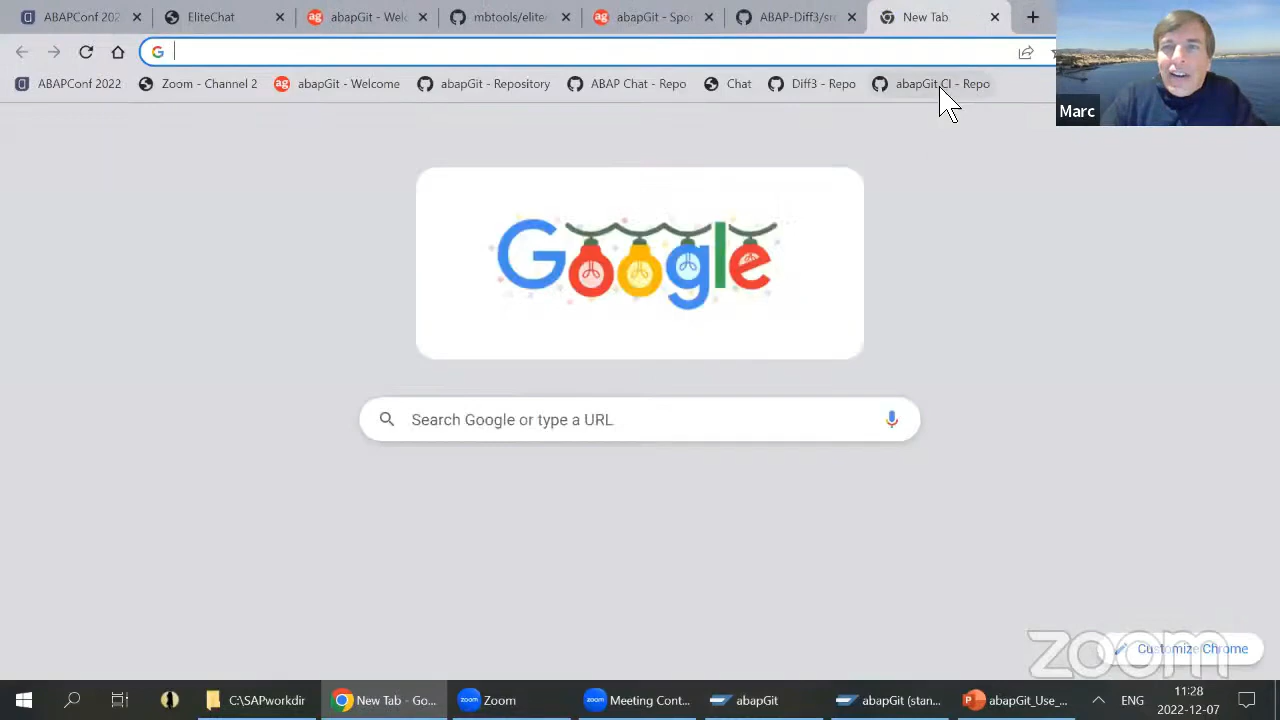 ABAPConf 202
EliteChat
abapGit - Welc
mbtools/elite
abapGit - Spo
ABAP-Diff3/sr
New Tab
ABAPConf 2022
Zoom - Channel 2
abapGit - Welcome
abapGit - Repository
ABAP Chat - Repo
Chat
Diff3 - Repo
abapGit CI - Repo
Marc
Google
Search Google or type a URL
Customize Chrome
zoom
C:\SAPworkdir
New Tab - Go...
Zoom
Meeting Cont...
abapGit
abapGit (stan...
abapGit_Use_...
ENG
11:28
2022-12-07